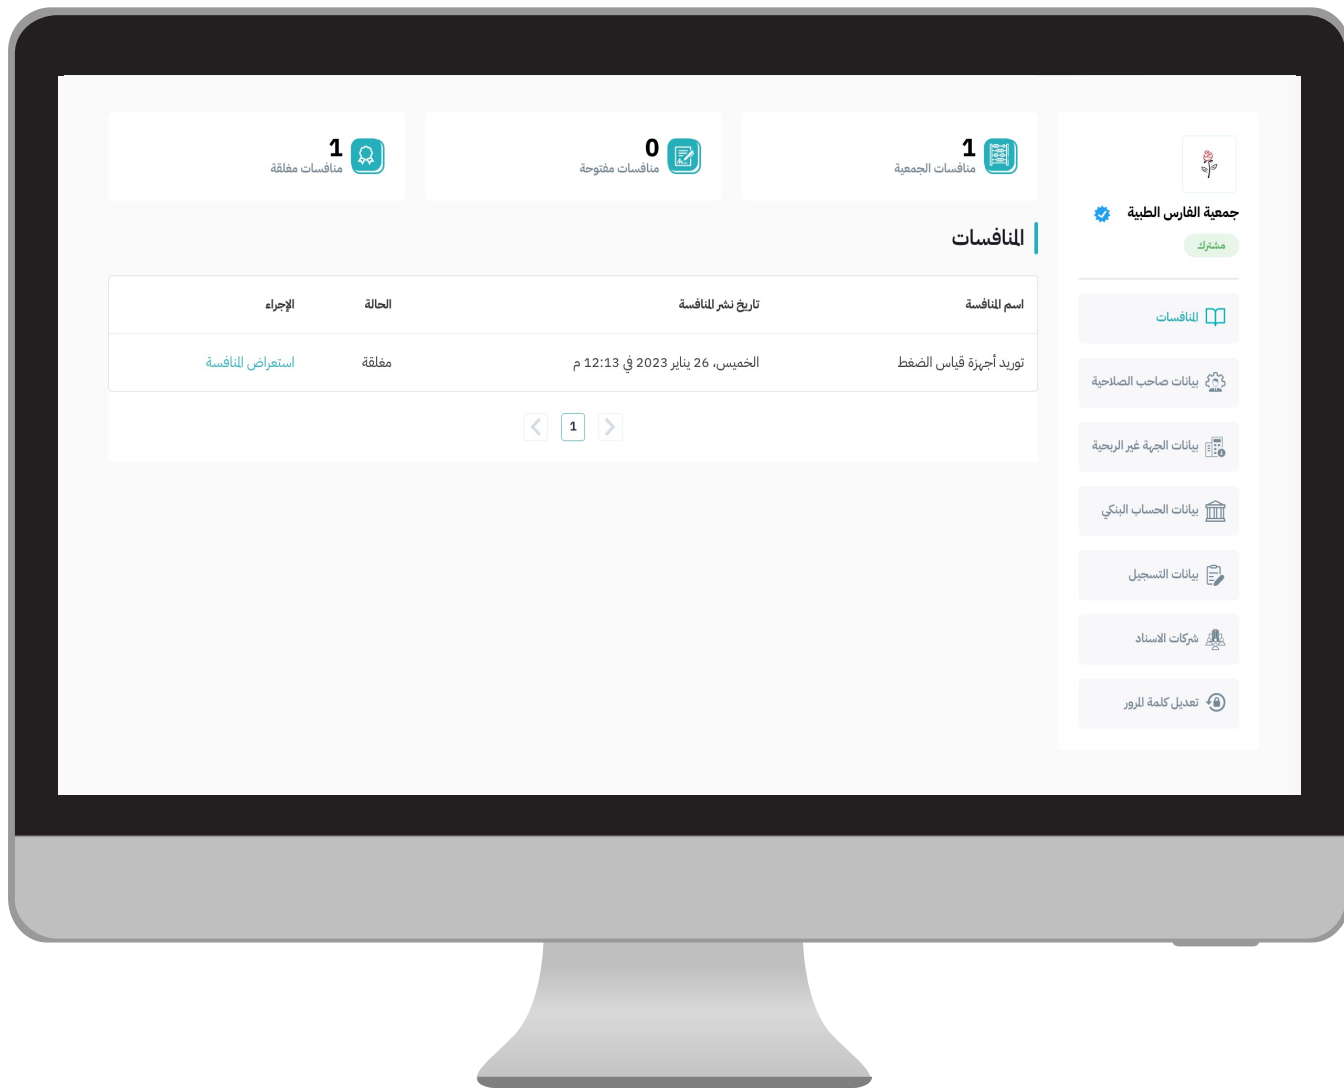 جمعية الفارس الطبية
مشترك
المنافسات
بيانات صاحب الصلاحية
بيانات الجهة غير الربحية
بيانات الحساب البنكي
بيانات التسجيل
شركات الاسناد
تعديل كلمة المرور
1
منافسات الجمعية
0
منافسات مفتوحة
1
منافسات مغلقة
المنافسات
اسم المنافسة تاريخ نشر المنافسة الحالة الإجراء
توريد أجهزة قياس الضغط الخميس، 26 يناير 2023 في 12:13 م مغلقة استعراض المنافسة
1